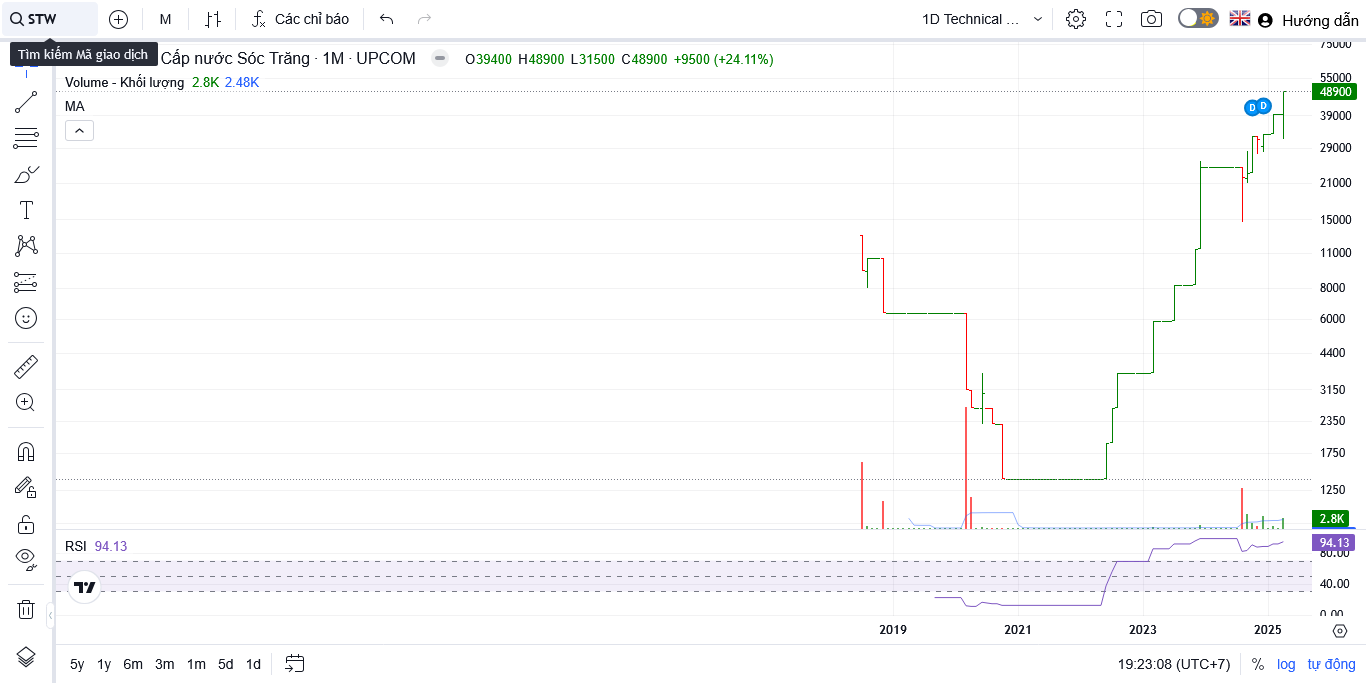 STW M Các chỉ báo 1D Technical ... Hướng dẫn
Tìm kiếm Mã giao dịch
Cấp nước Sóc Trăng · 1M · UPCOM O39400 H48900 L31500 C48900 +9500 (+24.11%)
Volume - Khối lượng 2.8K 2.48K
MA
D D
75000
55000
48900
39000
29000
21000
15000
11000
8000
6000
4400
3150
2350
1750
1250
2.8K
RSI 94.13
94.13
80.00
40.00
0.00
2019 2021 2023 2025
5y 1y 6m 3m 1m 5d 1d 19:23:08 (UTC+7) % log tự động